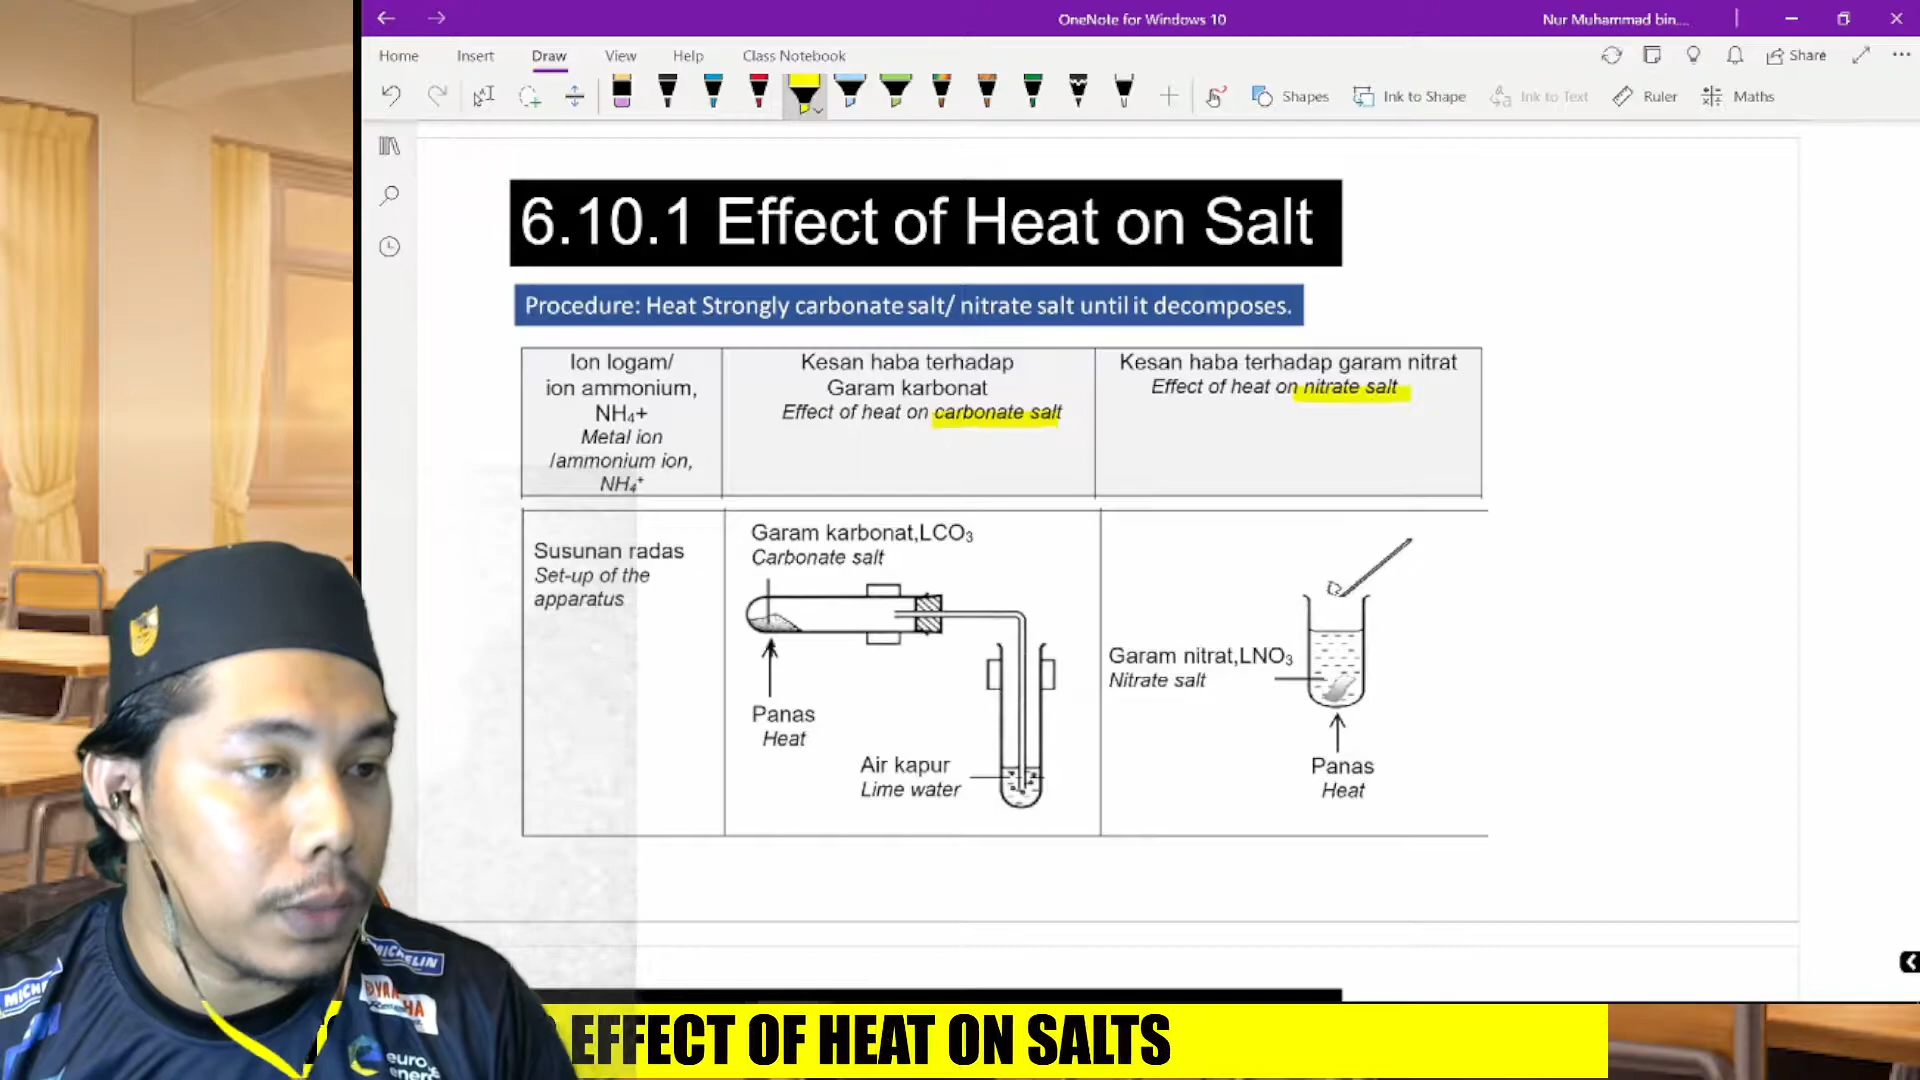 OneNote for Windows 10
Nur Muhammad bin....
Home
Insert
Draw
View
Help
Class Notebook
Share
Shapes
Ink to Shape
Ink to Text
Ruler
Maths
6.10.1 Effect of Heat on Salt
Procedure: Heat Strongly carbonate salt/ nitrate salt until it decomposes.
Ion logam/
ion ammonium,
NH₄+
Metal ion
/ammonium ion,
NH₄⁺
Kesan haba terhadap
Garam karbonat
Effect of heat on carbonate salt
Kesan haba terhadap garam nitrat
Effect of heat on nitrate salt
Susunan radas
Set-up of the
apparatus
Garam karbonat,LCO₃
Carbonate salt
Panas
Heat
Air kapur
Lime water
Garam nitrat,LNO₃
Nitrate salt
Panas
Heat
MICHELIN
YAMAHA
euro
EFFECT OF HEAT ON SALTS